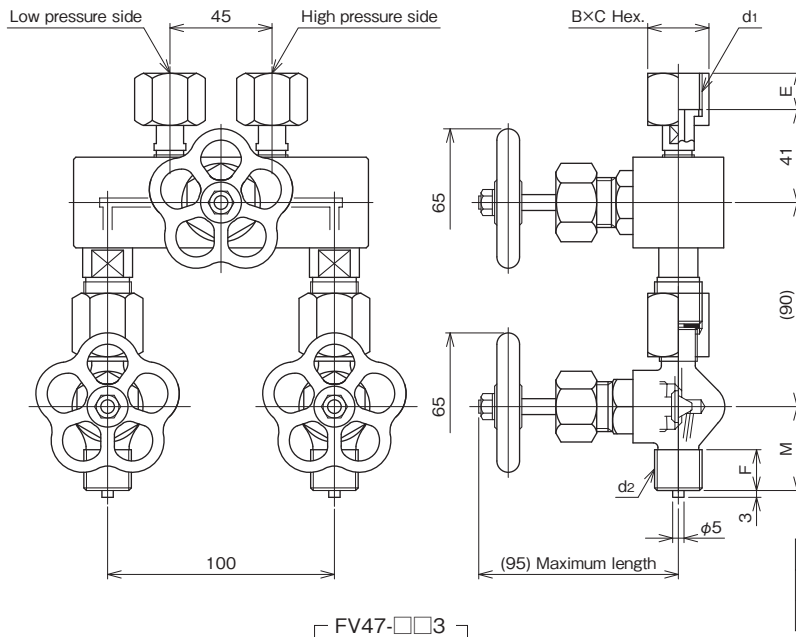 Low pressure side
45
High pressure side
B×C Hex.
d1
E
41
65
(90)
65
M
F
d2
3
φ5
(95) Maximum length
100
FV47-□□3